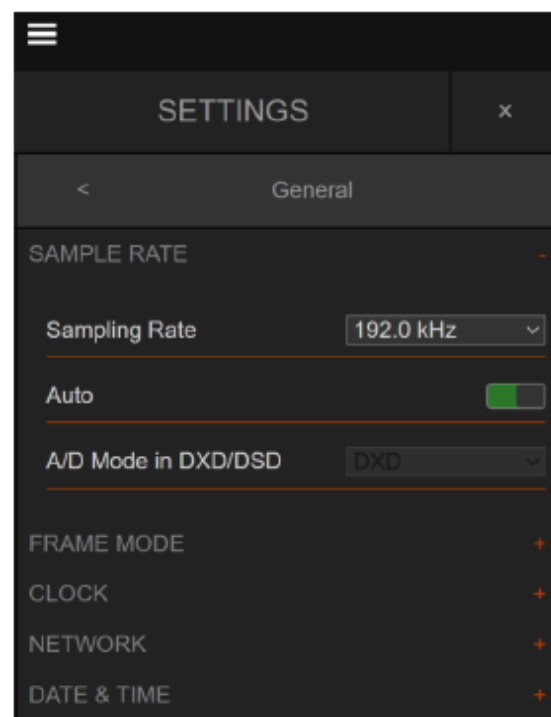 SETTINGS x
< General
SAMPLE RATE -
Sampling Rate 192.0 kHz
Auto
A/D Mode in DXD/DSD DXD
FRAME MODE +
CLOCK +
NETWORK +
DATE & TIME +